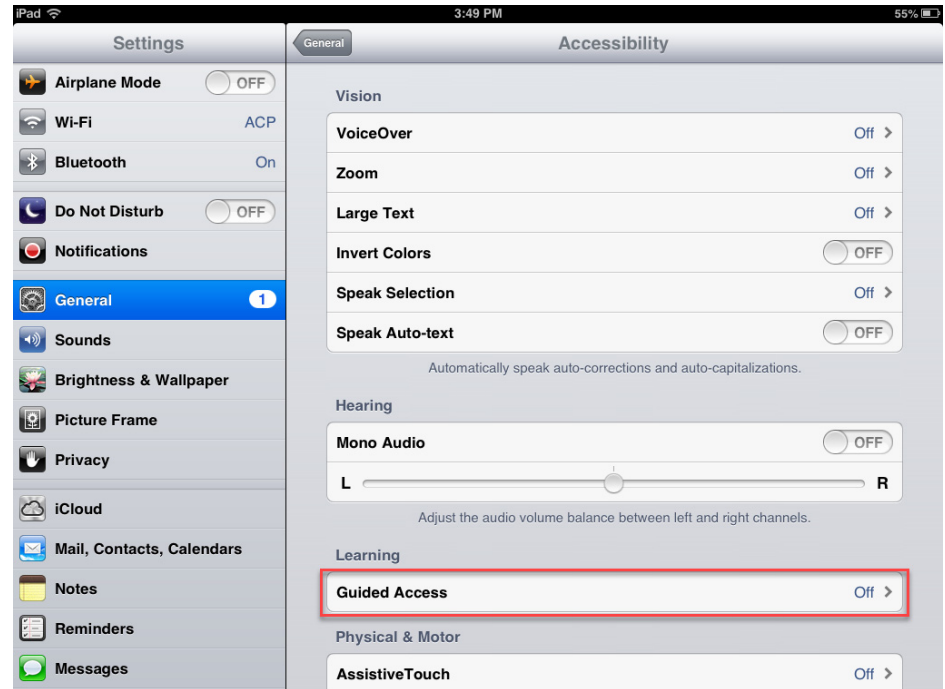 iPad 3:49 PM 55%
Settings
Airplane Mode OFF
Wi-Fi ACP
Bluetooth On
Do Not Disturb OFF
Notifications
General 1
Sounds
Brightness & Wallpaper
Picture Frame
Privacy
iCloud
Mail, Contacts, Calendars
Notes
Reminders
Messages
General Accessibility
Vision
VoiceOver Off
Zoom Off
Large Text Off
Invert Colors OFF
Speak Selection Off
Speak Auto-text OFF
Automatically speak auto-corrections and auto-capitalizations.
Hearing
Mono Audio OFF
L R
Adjust the audio volume balance between left and right channels.
Learning
Guided Access Off
Physical & Motor
AssistiveTouch Off